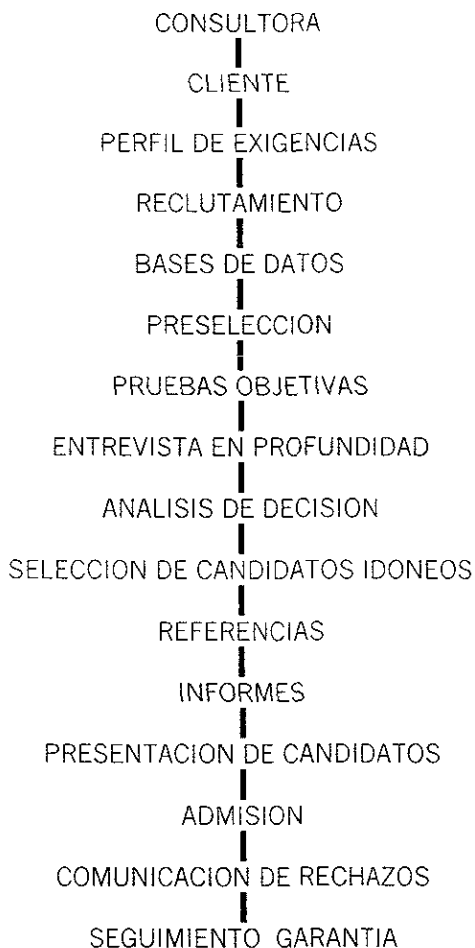 CONSULTORA
CLIENTE
PERFIL DE EXIGENCIAS
RECLUTAMIENTO
BASES DE DATOS
PRESELECCION
PRUEBAS OBJETIVAS
ENTREVISTA EN PROFUNDIDAD
ANALISIS DE DECISION
SELECCION DE CANDIDATOS IDONEOS
REFERENCIAS
INFORMES
PRESENTACION DE CANDIDATOS
ADMISION
COMUNICACION DE RECHAZOS
SEGUIMIENTO GARANTIA